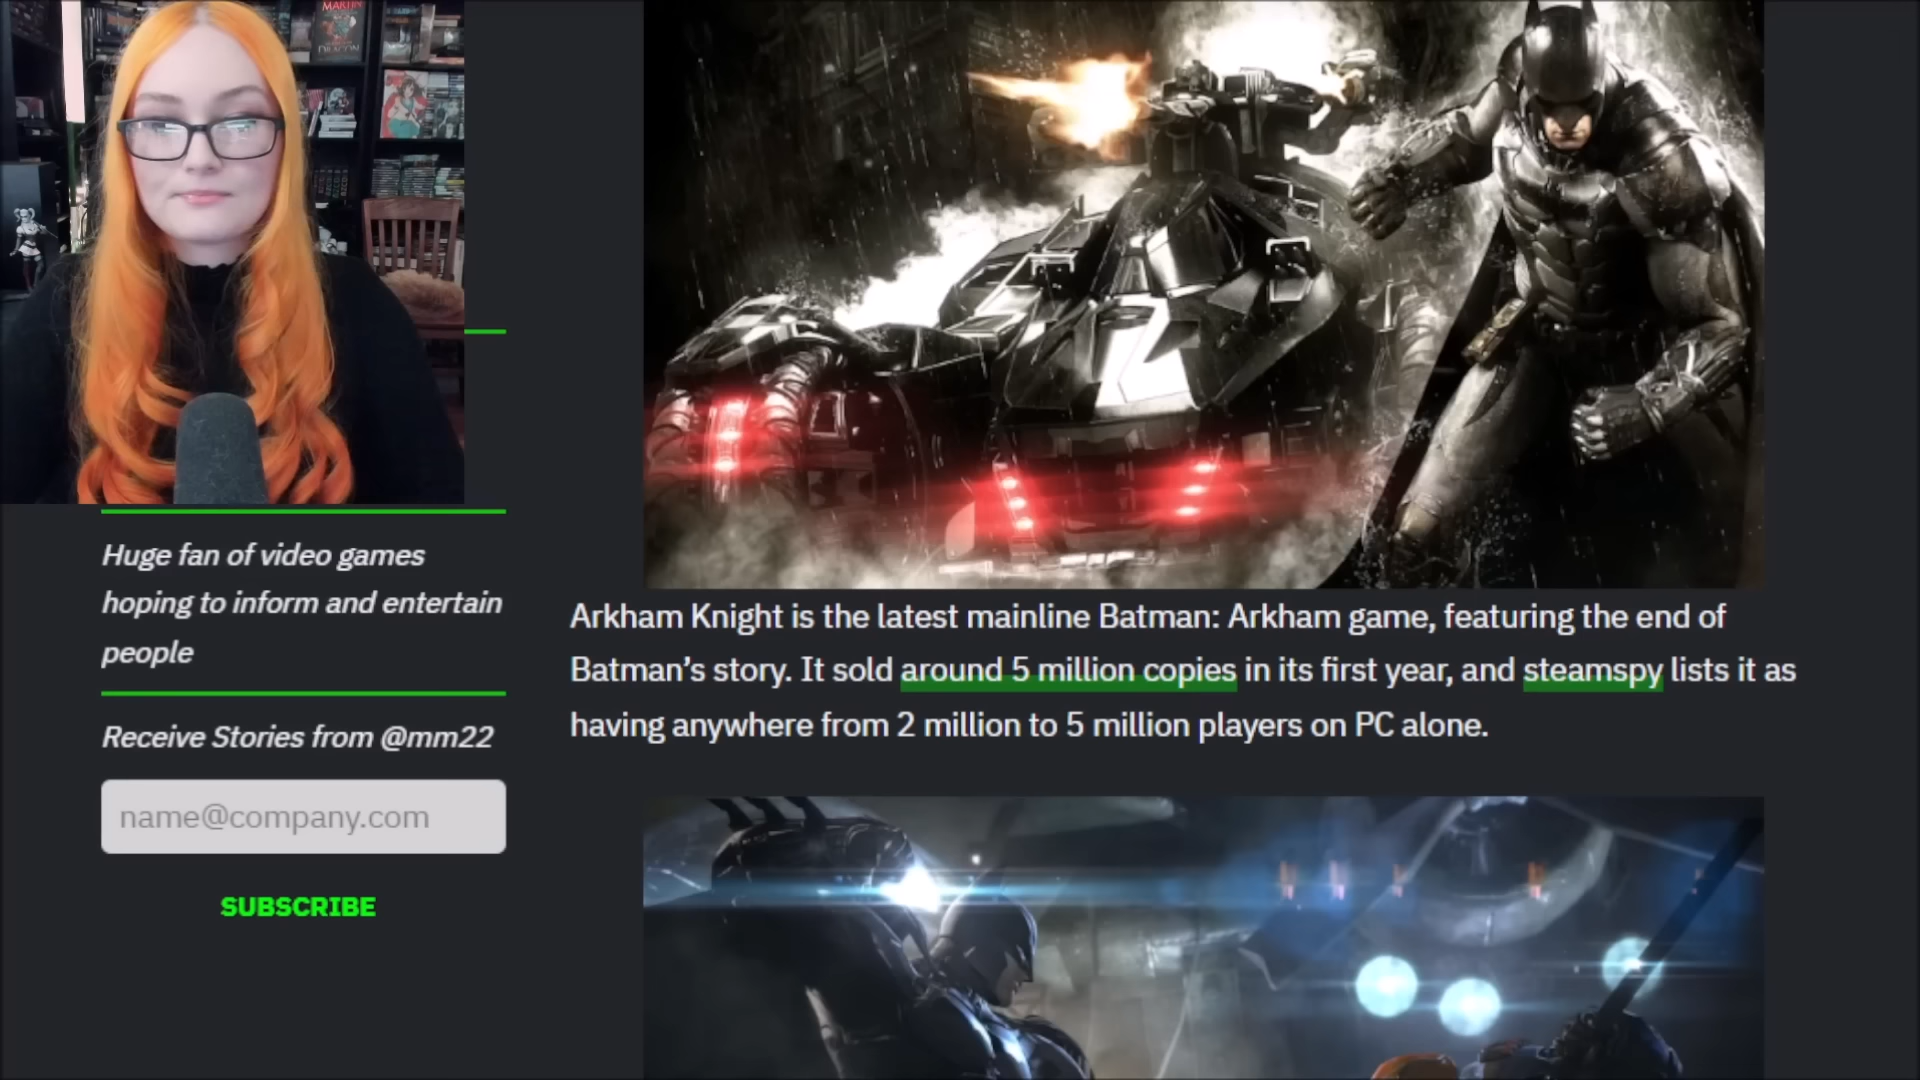 MARTIN
DRAGON
Huge fan of video games
hoping to inform and entertain
people
Receive Stories from @mm22
name@company.com
SUBSCRIBE
Arkham Knight is the latest mainline Batman: Arkham game, featuring the end of
Batman’s story. It sold around 5 million copies in its first year, and steamspy lists it as
having anywhere from 2 million to 5 million players on PC alone.